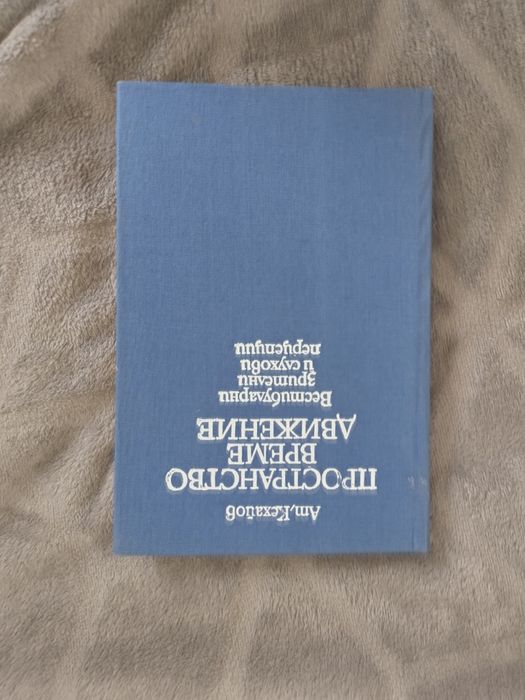 Ат. Кехайов
ПРОСТРАНСТВО
ВРЕМЕ
ДВИЖЕНИЕ
Вестибуларни
зрителни
и слухови
перцепции